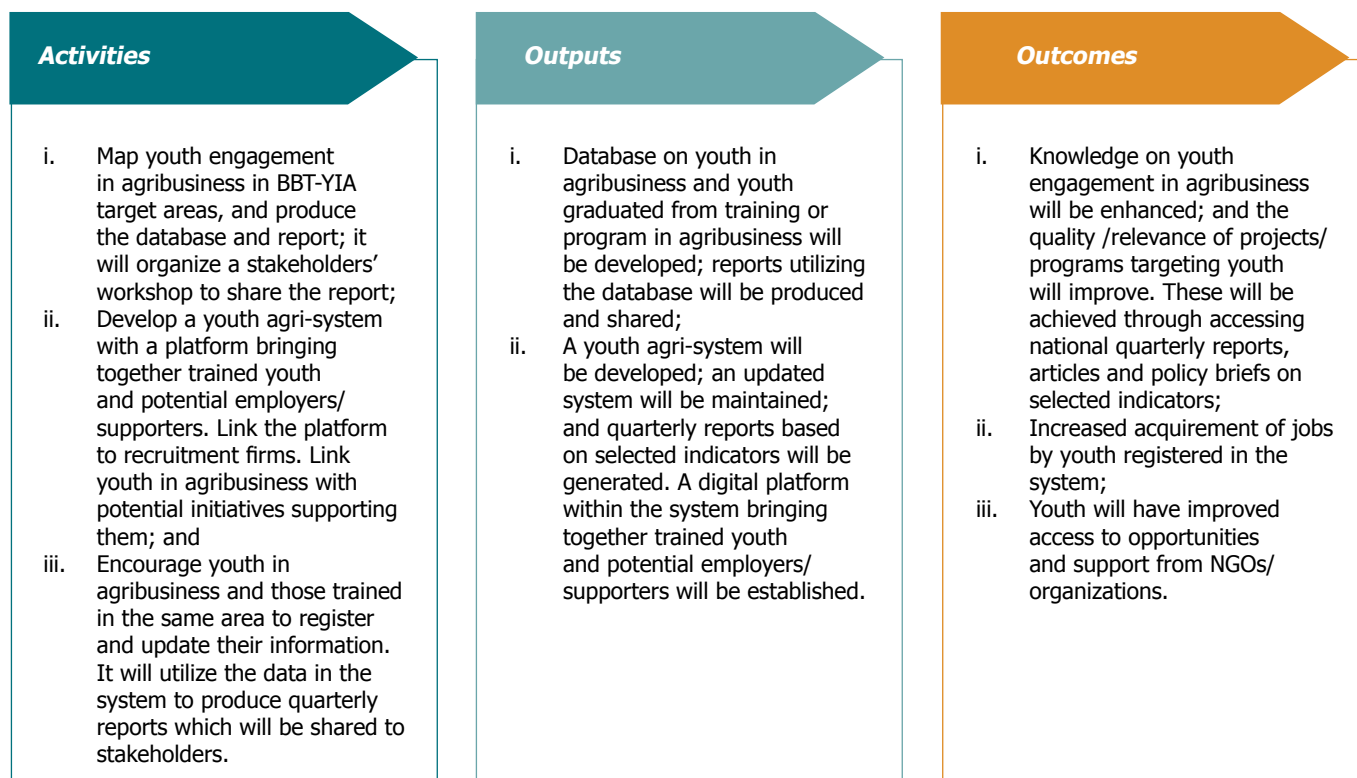 Activities
i. Map youth engagement
in agribusiness in BBT-YIA
target areas, and produce
the database and report; it
will organize a stakeholders’
workshop to share the report;
ii. Develop a youth agri-system
with a platform bringing
together trained youth
and potential employers/
supporters. Link the platform
to recruitment firms. Link
youth in agribusiness with
potential initiatives supporting
them; and
iii. Encourage youth in
agribusiness and those trained
in the same area to register
and update their information.
It will utilize the data in the
system to produce quarterly
reports which will be shared to
stakeholders.
Outputs
i. Database on youth in
agribusiness and youth
graduated from training or
program in agribusiness will
be developed; reports utilizing
the database will be produced
and shared;
ii. A youth agri-system will
be developed; an updated
system will be maintained;
and quarterly reports based
on selected indicators will be
generated. A digital platform
within the system bringing
together trained youth
and potential employers/
supporters will be established.
Outcomes
i. Knowledge on youth
engagement in agribusiness
will be enhanced; and the
quality /relevance of projects/
programs targeting youth
will improve. These will be
achieved through accessing
national quarterly reports,
articles and policy briefs on
selected indicators;
ii. Increased acquirement of jobs
by youth registered in the
system;
iii. Youth will have improved
access to opportunities
and support from NGOs/
organizations.